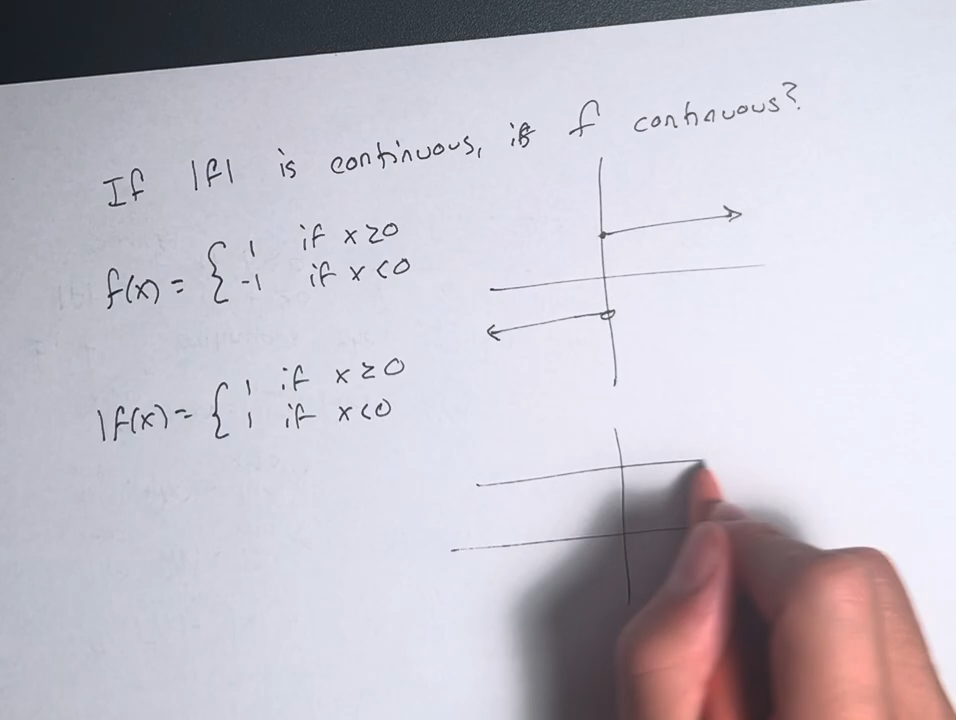 If |f| is continuous, is f continuous?
f(x) = { 1 if x ≥ 0
-1 if x < 0
|f(x) = { 1 if x ≥ 0
1 if x < 0